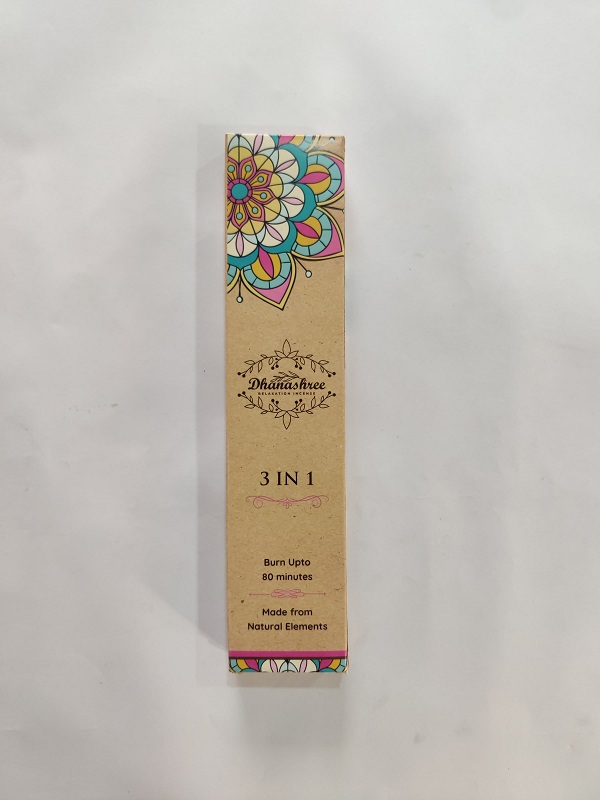 Dhanashree
RELAXATION INCENSE
3 IN 1
Burn Upto
80 minutes
Made from
Natural Elements